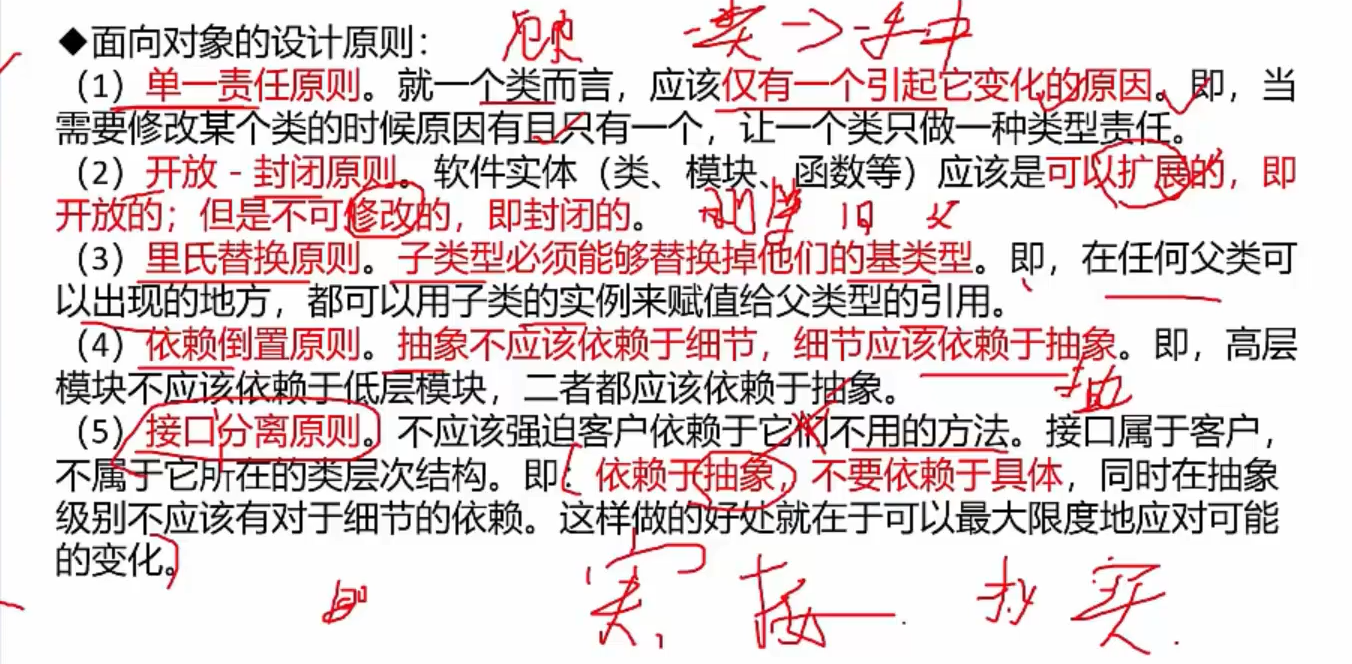 ◆面向对象的设计原则：
（1）单一责任原则。就一个类而言，应该仅有一个引起它变化的原因。即，当
需要修改某个类的时候原因有且只有一个，让一个类只做一种类型责任。
（2）开放－封闭原则。软件实体（类、模块、函数等）应该是可以扩展的，即
开放的；但是不可修改的，即封闭的。
（3）里氏替换原则。子类型必须能够替换掉他们的基类型。即，在任何父类可
以出现的地方，都可以用子类的实例来赋值给父类型的引用。
（4）依赖倒置原则。抽象不应该依赖于细节，细节应该依赖于抽象。即，高层
模块不应该依赖于低层模块，二者都应该依赖于抽象。
（5）接口分离原则。不应该强迫客户依赖于它们不用的方法。接口属于客户，
不属于它所在的类层次结构。即：依赖于抽象，不要依赖于具体，同时在抽象
级别不应该有对于细节的依赖。这样做的好处就在于可以最大限度地应对可能
的变化。